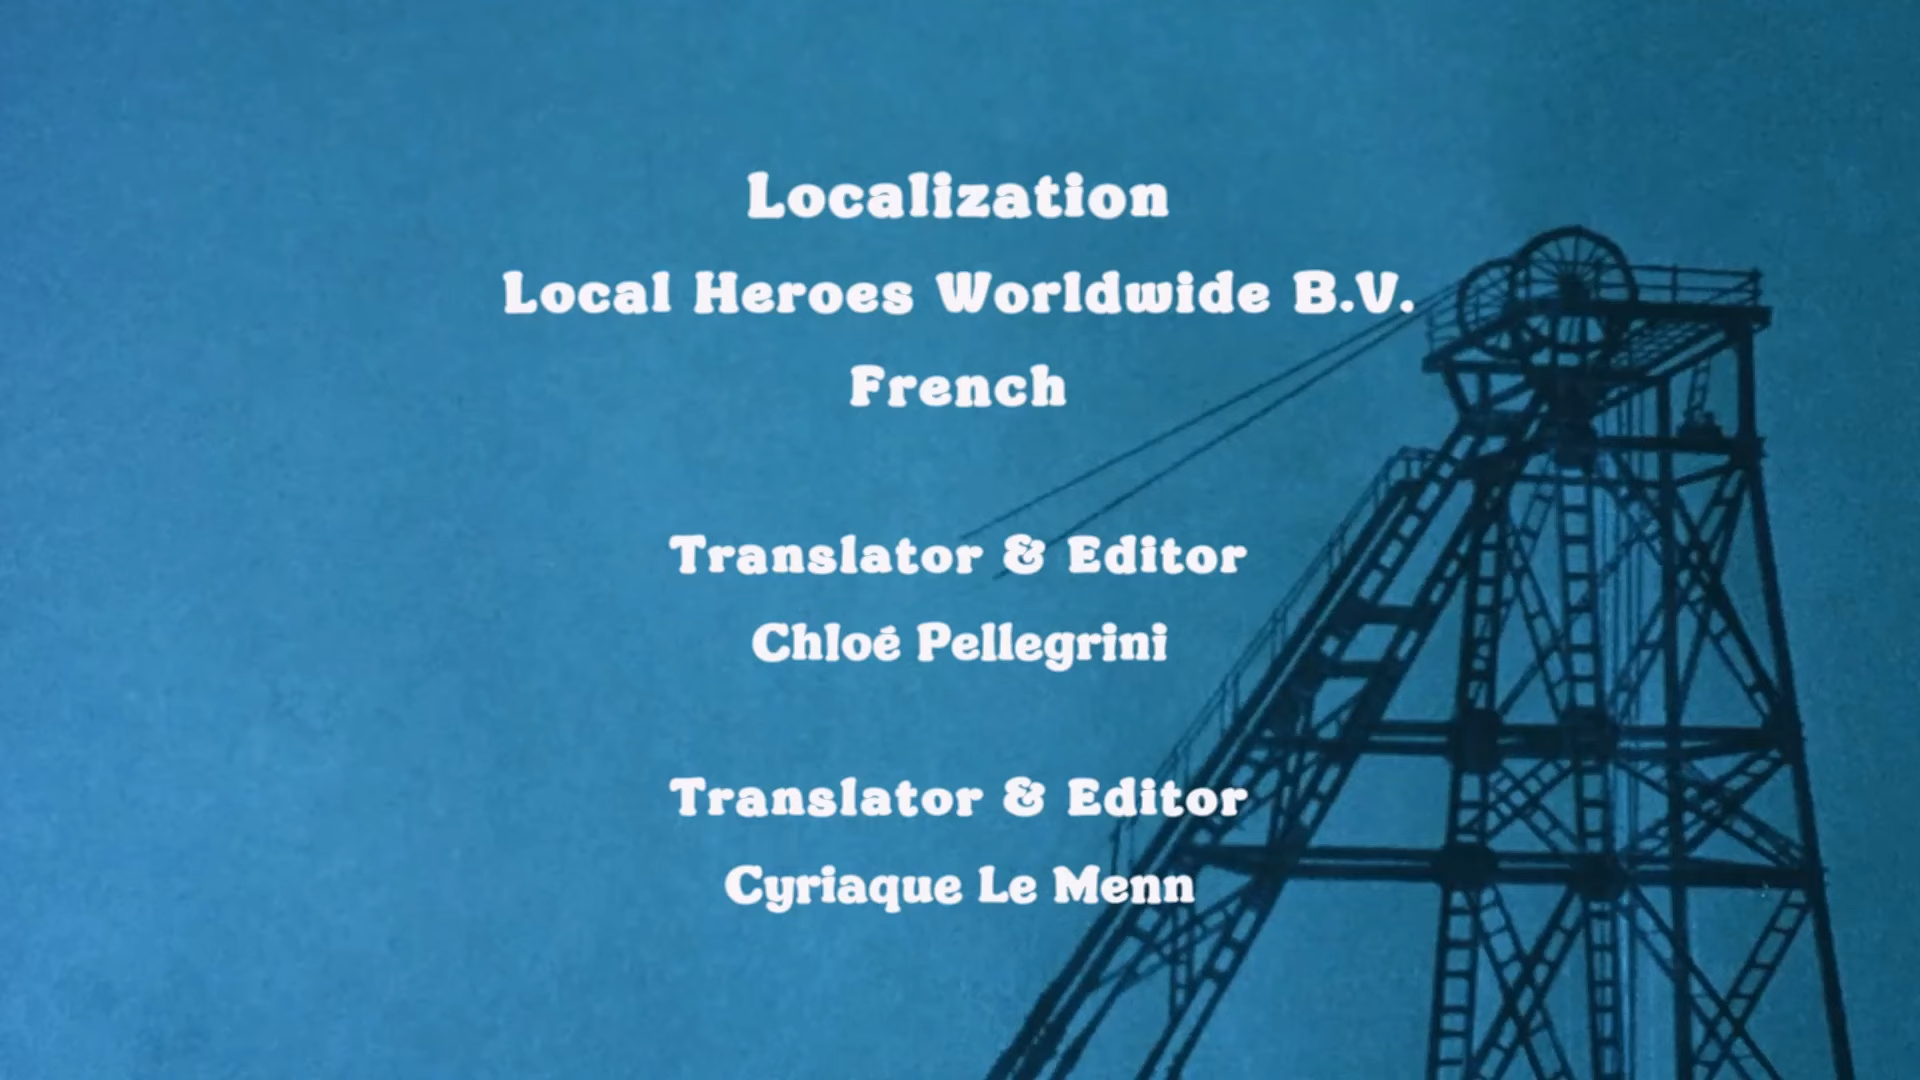 Localization
Local Heroes Worldwide B.V.
French
Translator & Editor
Chloé Pellegrini
Translator & Editor
Cyriaque Le Menn